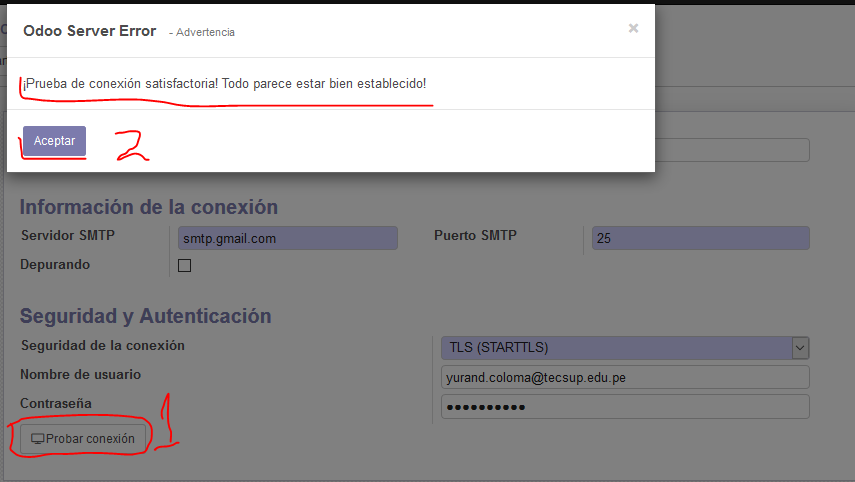 Odoo Server Error - Advertencia ×
¡Prueba de conexión satisfactoria! Todo parece estar bien establecido!
Aceptar 2
Información de la conexión
Servidor SMTP smtp.gmail.com Puerto SMTP 25
Depurando
Seguridad y Autenticación
Seguridad de la conexión TLS (STARTTLS)
Nombre de usuario yurand.coloma@tecsup.edu.pe
Contraseña ●●●●●●●●●●
Probar conexión 1